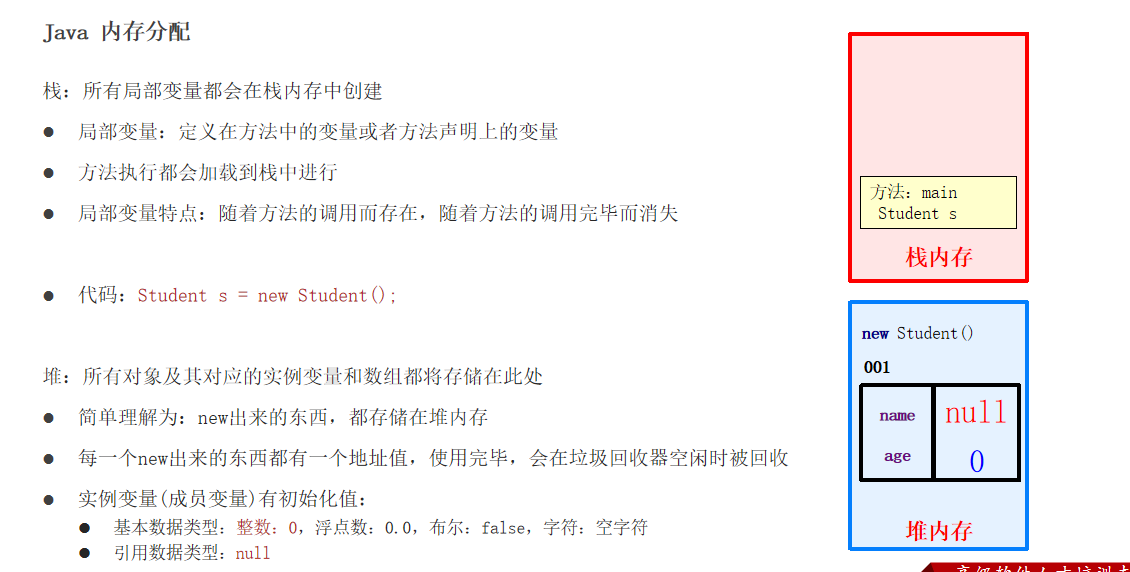 Java 内存分配
栈：所有局部变量都会在栈内存中创建
● 局部变量：定义在方法中的变量或者方法声明上的变量
● 方法执行都会加载到栈中进行
● 局部变量特点：随着方法的调用而存在，随着方法的调用完毕而消失
● 代码：Student s = new Student();
堆：所有对象及其对应的实例变量和数组都将存储在此处
● 简单理解为：new出来的东西，都存储在堆内存
● 每一个new出来的东西都有一个地址值，使用完毕，会在垃圾回收器空闲时被回收
● 实例变量(成员变量)有初始化值：
● 基本数据类型：整数：0，浮点数：0.0，布尔：false，字符：空字符
● 引用数据类型：null
方法：main
Student s
栈内存
new Student()
001
name null
age 0
堆内存